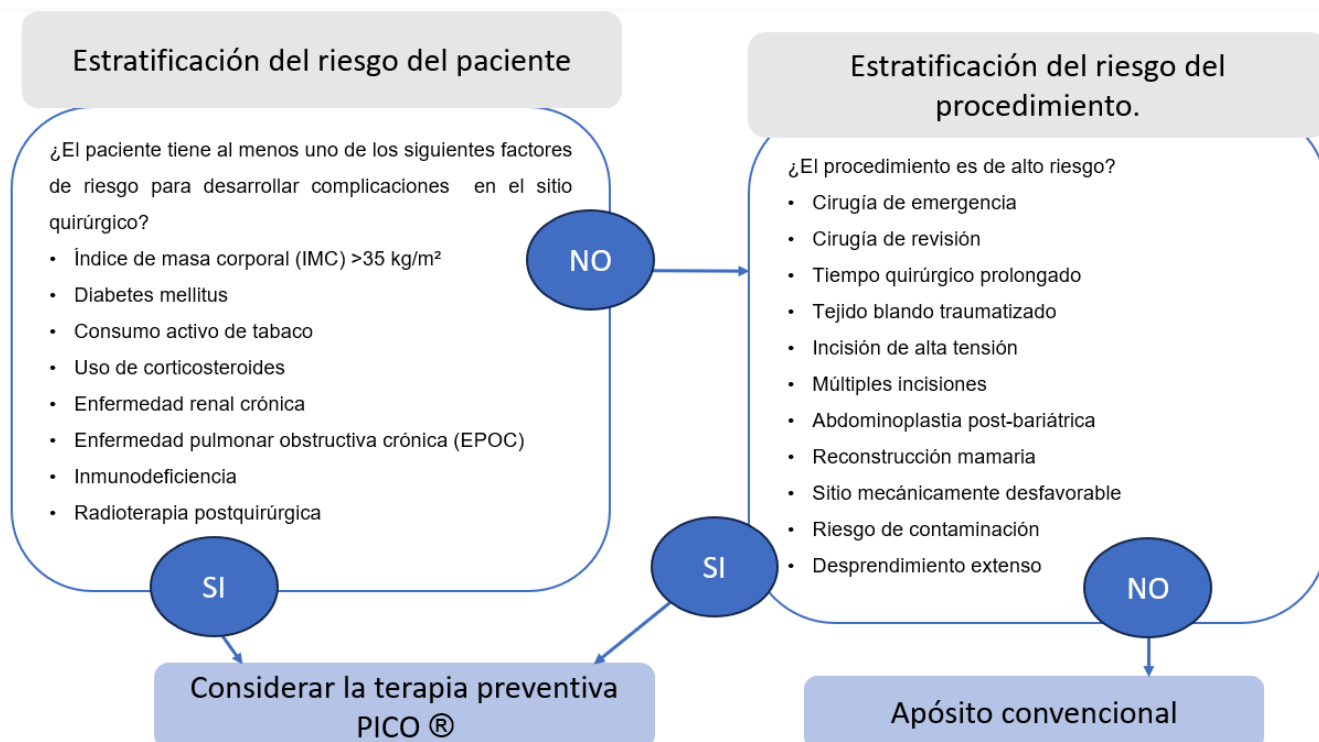 Estratificación del riesgo del paciente
¿El paciente tiene al menos uno de los siguientes factores
de riesgo para desarrollar complicaciones en el sitio
quirúrgico?
• Índice de masa corporal (IMC) >35 kg/m²
• Diabetes mellitus
• Consumo activo de tabaco
• Uso de corticosteroides
• Enfermedad renal crónica
• Enfermedad pulmonar obstructiva crónica (EPOC)
• Inmunodeficiencia
• Radioterapia postquirúrgica
NO
SI
Estratificación del riesgo del
procedimiento.
¿El procedimiento es de alto riesgo?
• Cirugía de emergencia
• Cirugía de revisión
• Tiempo quirúrgico prolongado
• Tejido blando traumatizado
• Incisión de alta tensión
• Múltiples incisiones
• Abdominoplastia post-bariátrica
• Reconstrucción mamaria
• Sitio mecánicamente desfavorable
• Riesgo de contaminación
• Desprendimiento extenso
SI
NO
Considerar la terapia preventiva
PICO ®
Apósito convencional